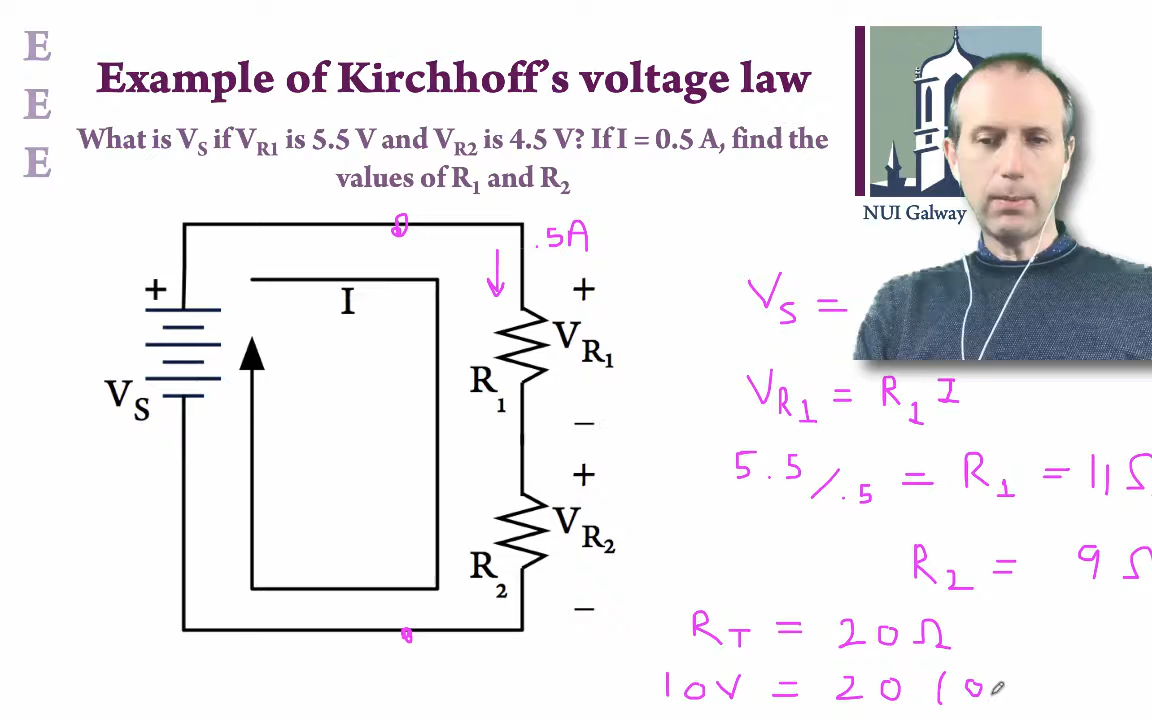 E
E
E
Example of Kirchhoff's voltage law
What is VS if VR1 is 5.5 V and VR2 is 4.5 V? If I = 0.5 A, find the
values of R1 and R2
NUI Galway
.5A
+
I
+
VR1
R1
−
VS
+
VR2
R2
−
VS =
VR1 = R1 I
5.5/.5 = R1 = 11 Ω
R2 = 9 Ω
RT = 20Ω
10V = 20 (0